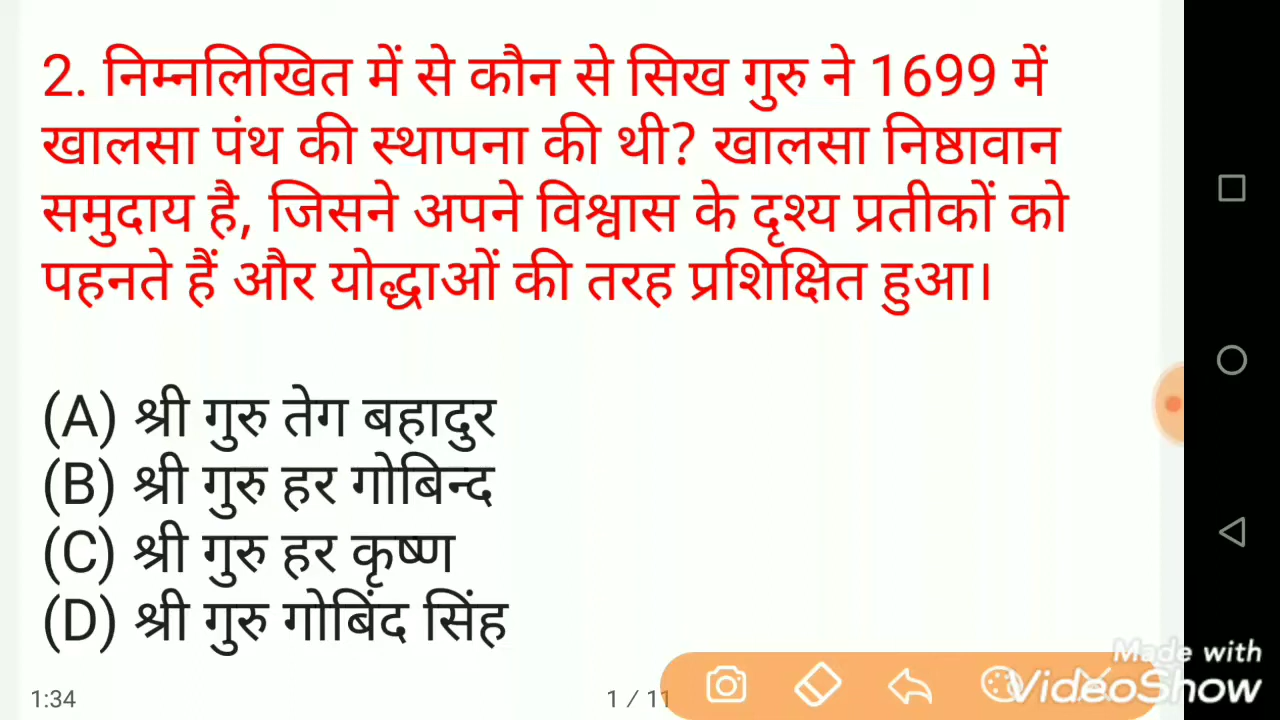 2. निम्नलिखित में से कौन से सिख गुरु ने 1699 में
खालसा पंथ की स्थापना की थी? खालसा निष्ठावान
समुदाय है, जिसने अपने विश्वास के दृश्य प्रतीकों को
पहनते हैं और योद्धाओं की तरह प्रशिक्षित हुआ।
(A) श्री गुरु तेग बहादुर
(B) श्री गुरु हर गोबिन्द
(C) श्री गुरु हर कृष्ण
(D) श्री गुरु गोबिंद सिंह
1:34
1 / 11
Made with
VideoShow